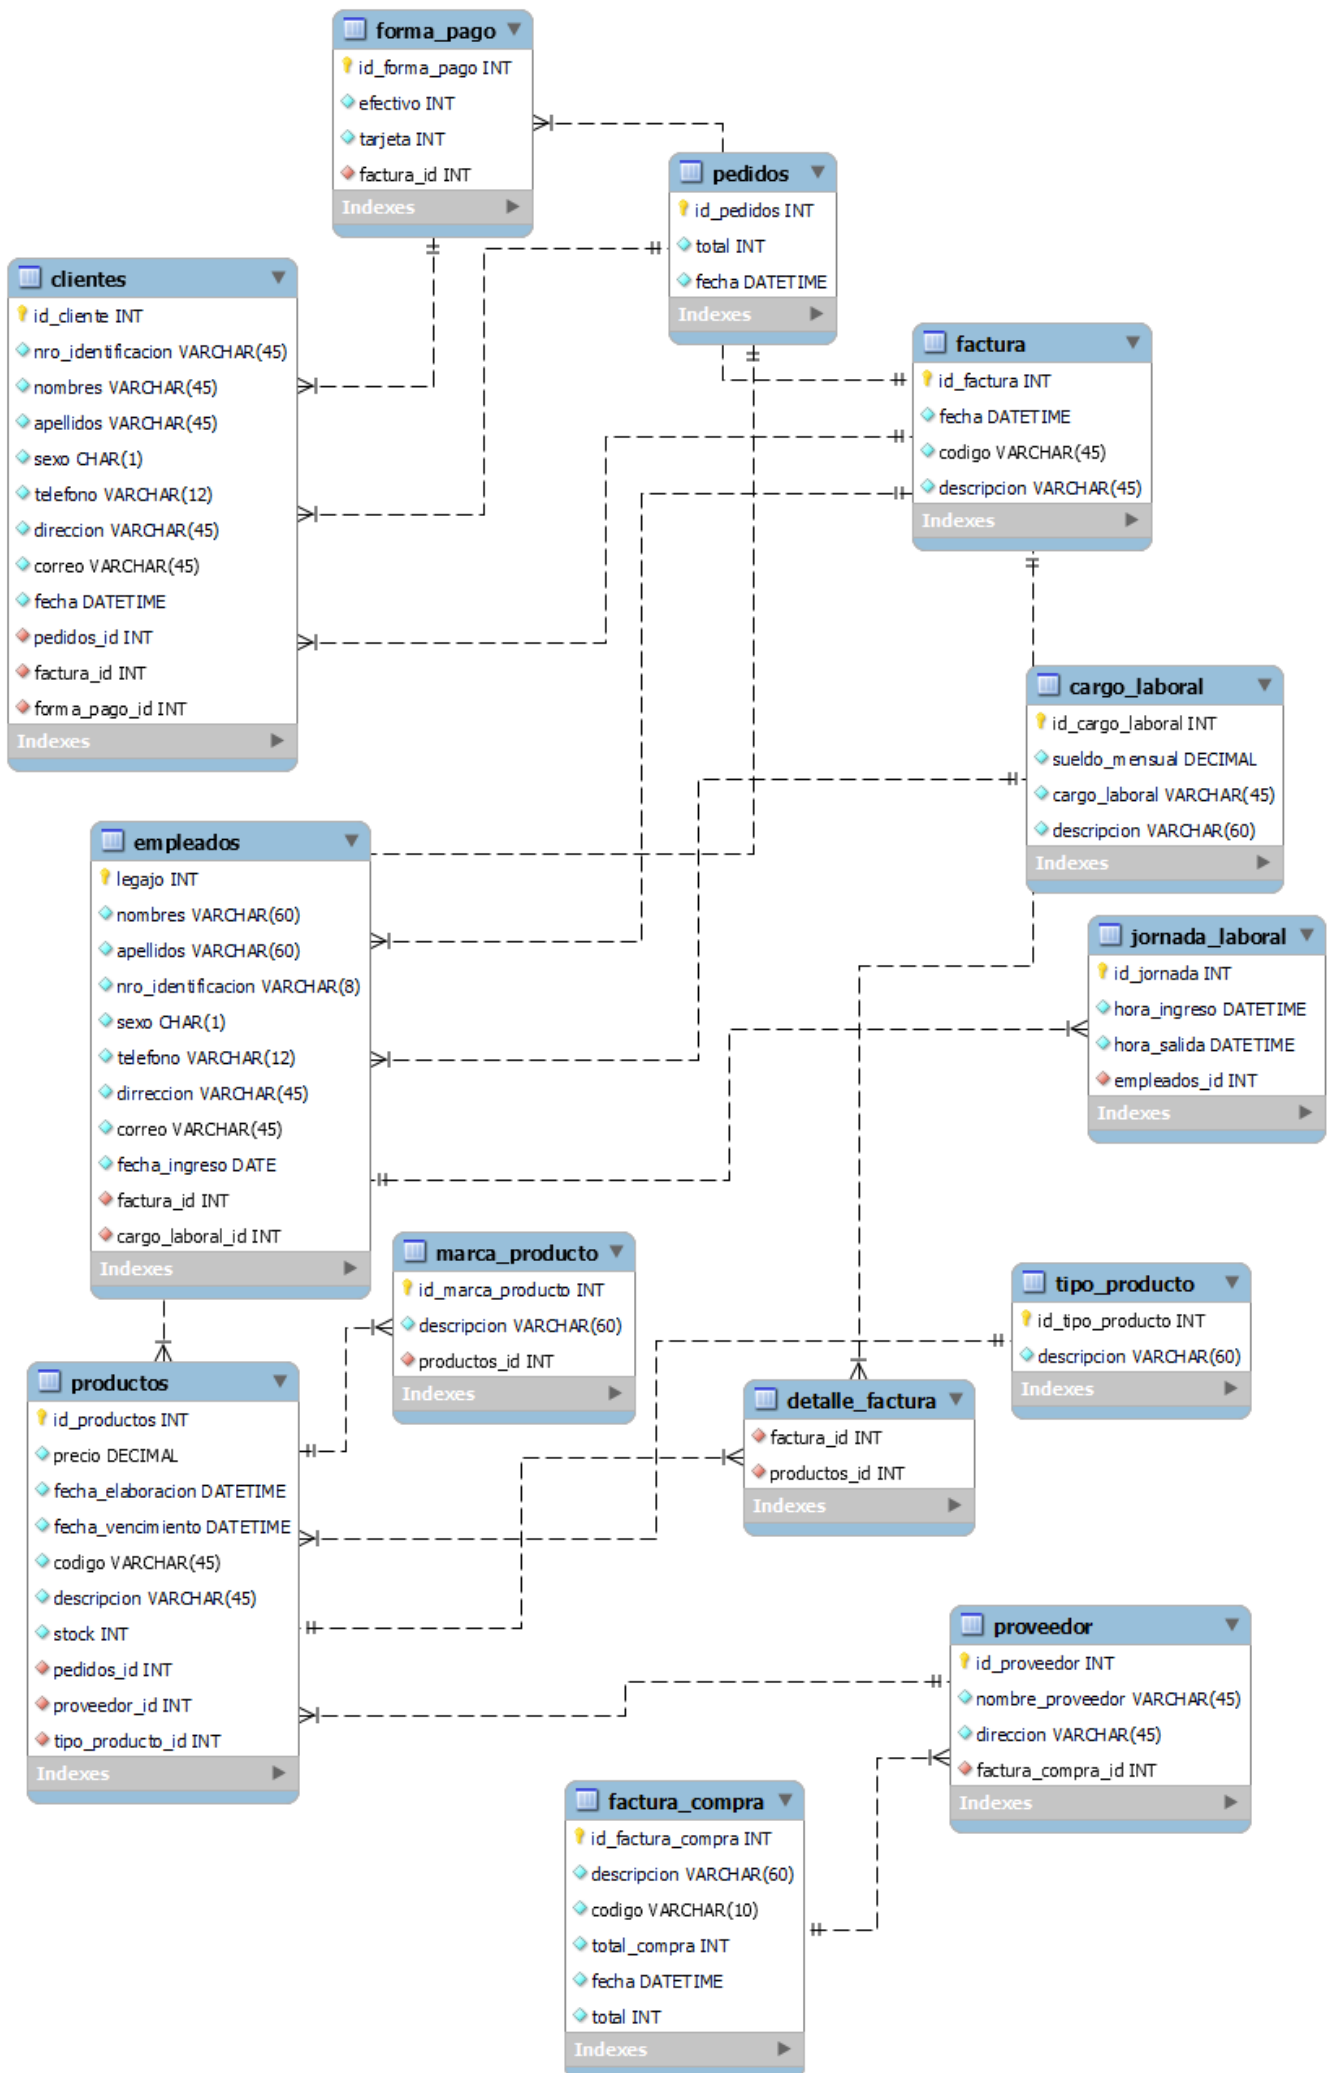 forma_pago
id_forma_pago INT
efectivo INT
tarjeta INT
factura_id INT
Indexes
pedidos
id_pedidos INT
total INT
fecha DATETIME
Indexes
clientes
id_cliente INT
nro_identificacion VARCHAR(45)
nombres VARCHAR(45)
apellidos VARCHAR(45)
sexo CHAR(1)
telefono VARCHAR(12)
direccion VARCHAR(45)
correo VARCHAR(45)
fecha DATETIME
pedidos_id INT
factura_id INT
forma_pago_id INT
Indexes
factura
id_factura INT
fecha DATETIME
codigo VARCHAR(45)
descripcion VARCHAR(45)
Indexes
cargo_laboral
id_cargo_laboral INT
sueldo_mensual DECIMAL
cargo_laboral VARCHAR(45)
descripcion VARCHAR(60)
Indexes
empleados
legajo INT
nombres VARCHAR(60)
apellidos VARCHAR(60)
nro_identificacion VARCHAR(8)
sexo CHAR(1)
telefono VARCHAR(12)
dirreccion VARCHAR(45)
correo VARCHAR(45)
fecha_ingreso DATE
factura_id INT
cargo_laboral_id INT
Indexes
jornada_laboral
id_jornada INT
hora_ingreso DATETIME
hora_salida DATETIME
empleados_id INT
Indexes
marca_producto
id_marca_producto INT
descripcion VARCHAR(60)
productos_id INT
Indexes
tipo_producto
id_tipo_producto INT
descripcion VARCHAR(60)
Indexes
productos
id_productos INT
precio DECIMAL
fecha_elaboracion DATETIME
fecha_vencimiento DATETIME
codigo VARCHAR(45)
descripcion VARCHAR(45)
stock INT
pedidos_id INT
proveedor_id INT
tipo_producto_id INT
Indexes
detalle_factura
factura_id INT
productos_id INT
Indexes
proveedor
id_proveedor INT
nombre_proveedor VARCHAR(45)
direccion VARCHAR(45)
factura_compra_id INT
Indexes
factura_compra
id_factura_compra INT
descripcion VARCHAR(60)
codigo VARCHAR(10)
total_compra INT
fecha DATETIME
total INT
Indexes